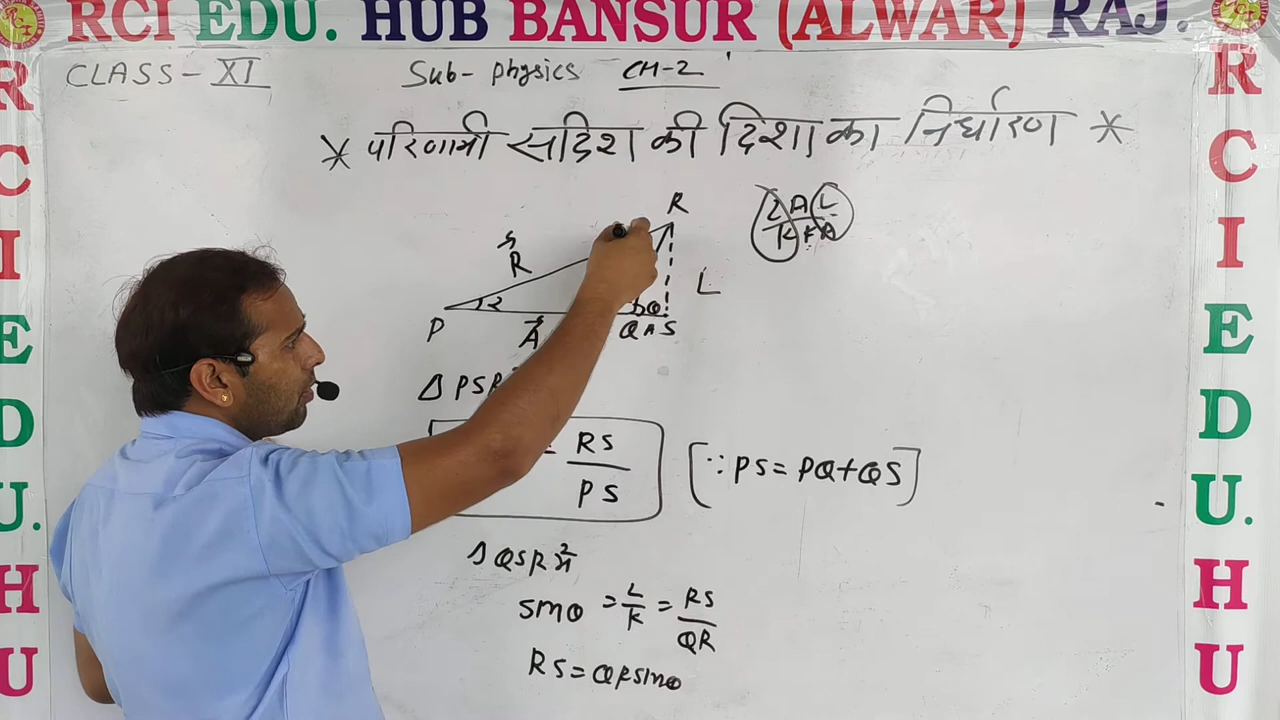 RCI EDU. HUB BANSUR (ALWAR) RAJ.
CLASS - XI Sub- Physics CH-2
* परिणामी सदिश की दिशा का निर्धारण *
R
L A L
K K A
R
L
P A Q A S
Δ PSR
= RS / PS [∵ PS = PQ+QS]
Δ QSR में
sinθ = L/K = RS/QR
RS = QR sinθ
R
C
I
E
D
U.
H
U
R
C
I
E
D
U.
H
U